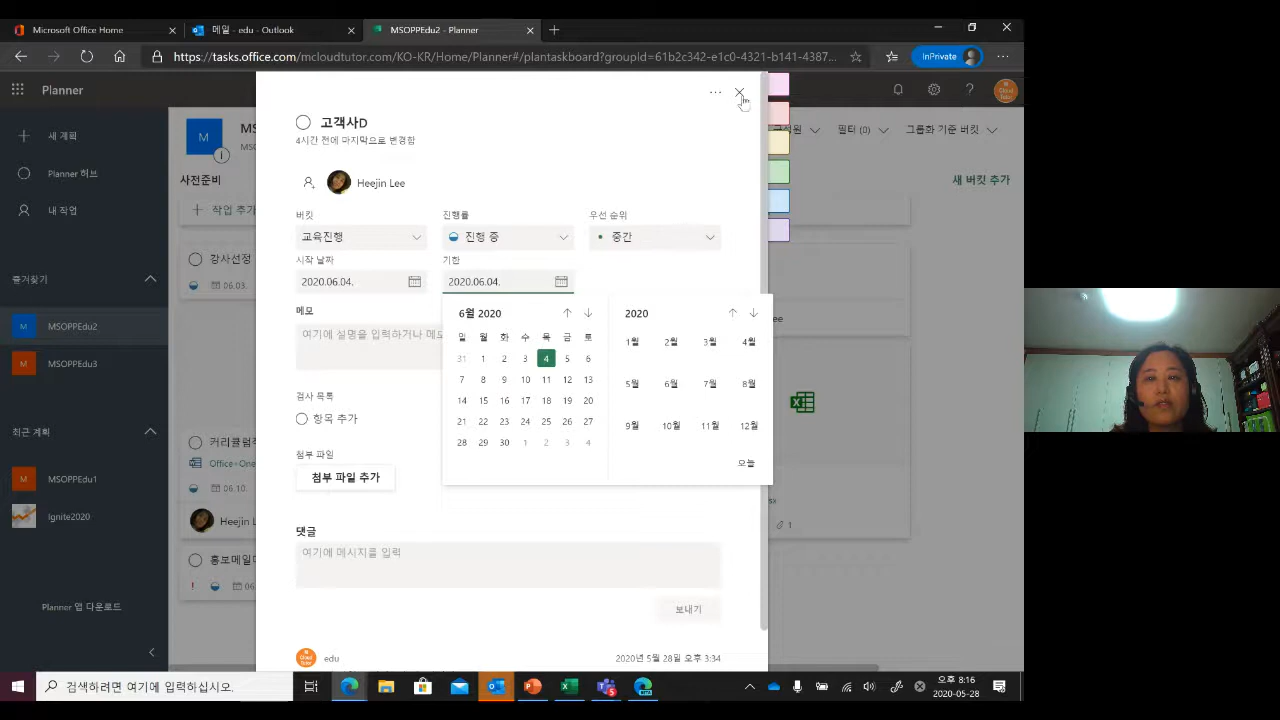 Microsoft Office Home
메일 - edu - Outlook
MSOPPEdu2 - Planner
https://tasks.office.com/mcloudtutor/KO-KR/Home/Planner#/plantaskboard?groupid=61b2c342-e1c0-4321-b141-4387...
InPrivate
Planner
새 계획
Planner 허브
내 작업
즐겨찾기
M MSOPPEdu2
M MSOPPEdu3
최근 계획
M MSOPPEdu1
Ignite2020
Planner 앱 다운로드
M
사전준비
작업 추가
강사선정
06.03.
Office+One
06.10.
Heejin L
06
고객사D
4시간 전에 마지막으로 변경함
Heejin Lee
버킷
진행률
우선 순위
교육진행
진행 중
중간
시작 날짜
기한
2020.06.04.
2020.06.04.
메모
여기에 설명을 입력하거나
검사 목록
항목 추가
첨부 파일
첨부 파일 추가
6월 2020
일 월 화 수 목 금 토
31 1 2 3 4 5 6
7 8 9 10 11 12 13
14 15 16 17 18 19 20
21 22 23 24 25 26 27
28 29 30 1 2 3 4
2020
1월 2월 3월 4월
5월 6월 7월 8월
9월 10월 11월 12월
오늘
댓글
여기에 메시지를 입력
보내기
edu
2020년 5월 28일 오후 3:34
필터 (0)
그룹화 기준 버킷
새 버킷 추가
1
검색하려면 여기에 입력하십시오.
오후 8:16
2020-05-28